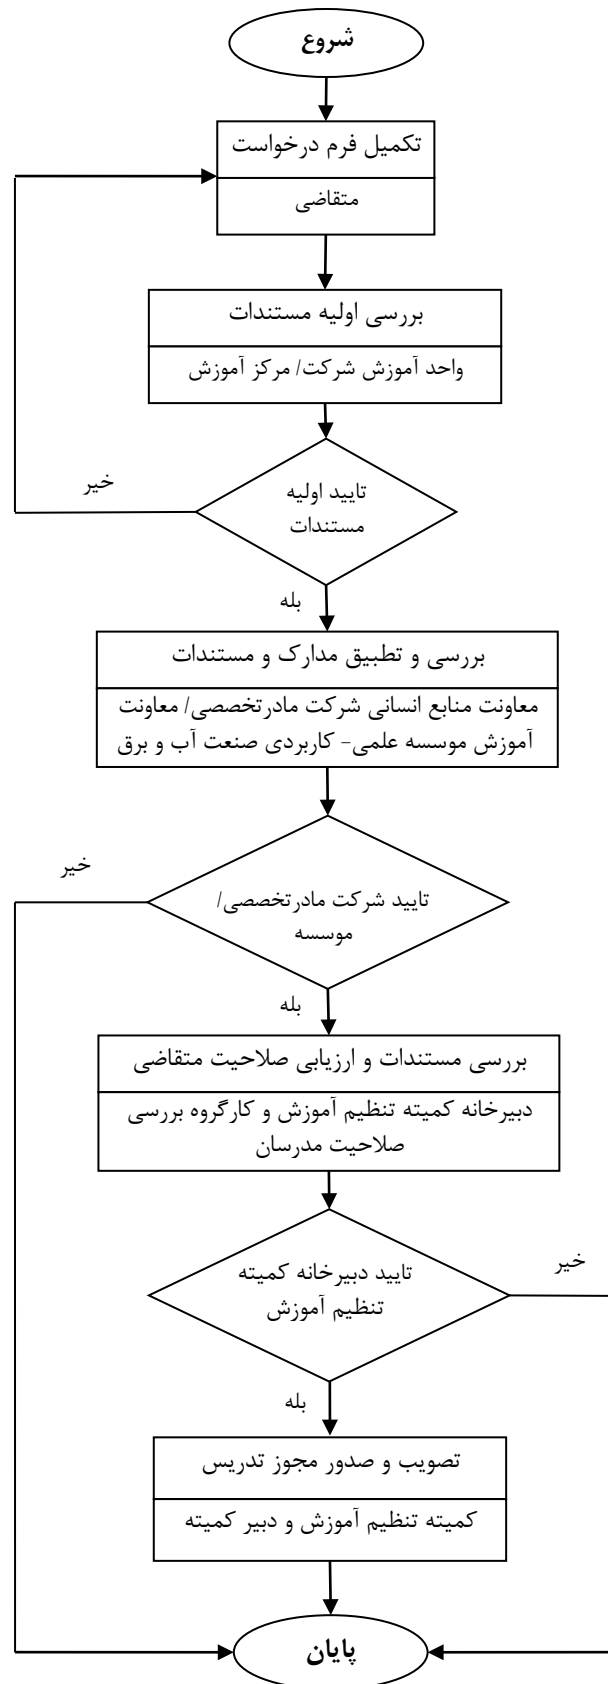 شروع
تکمیل فرم درخواست
متقاضی
بررسی اولیه مستندات
واحد آموزش شرکت/ مرکز آموزش
تایید اولیه
مستندات
خیر
بله
بررسی و تطبیق مدارک و مستندات
معاونت منابع انسانی شرکت مادرتخصصی/ معاونت
آموزش موسسه علمی- کاربردی صنعت آب و برق
خیر
تایید شرکت مادرتخصصی/
موسسه
بله
بررسی مستندات و ارزیابی صلاحیت متقاضی
دبیرخانه کمیته تنظیم آموزش و کارگروه بررسی
صلاحیت مدرسان
خیر
تایید دبیرخانه کمیته
تنظیم آموزش
بله
تصویب و صدور مجوز تدریس
کمیته تنظیم آموزش و دبیر کمیته
پایان